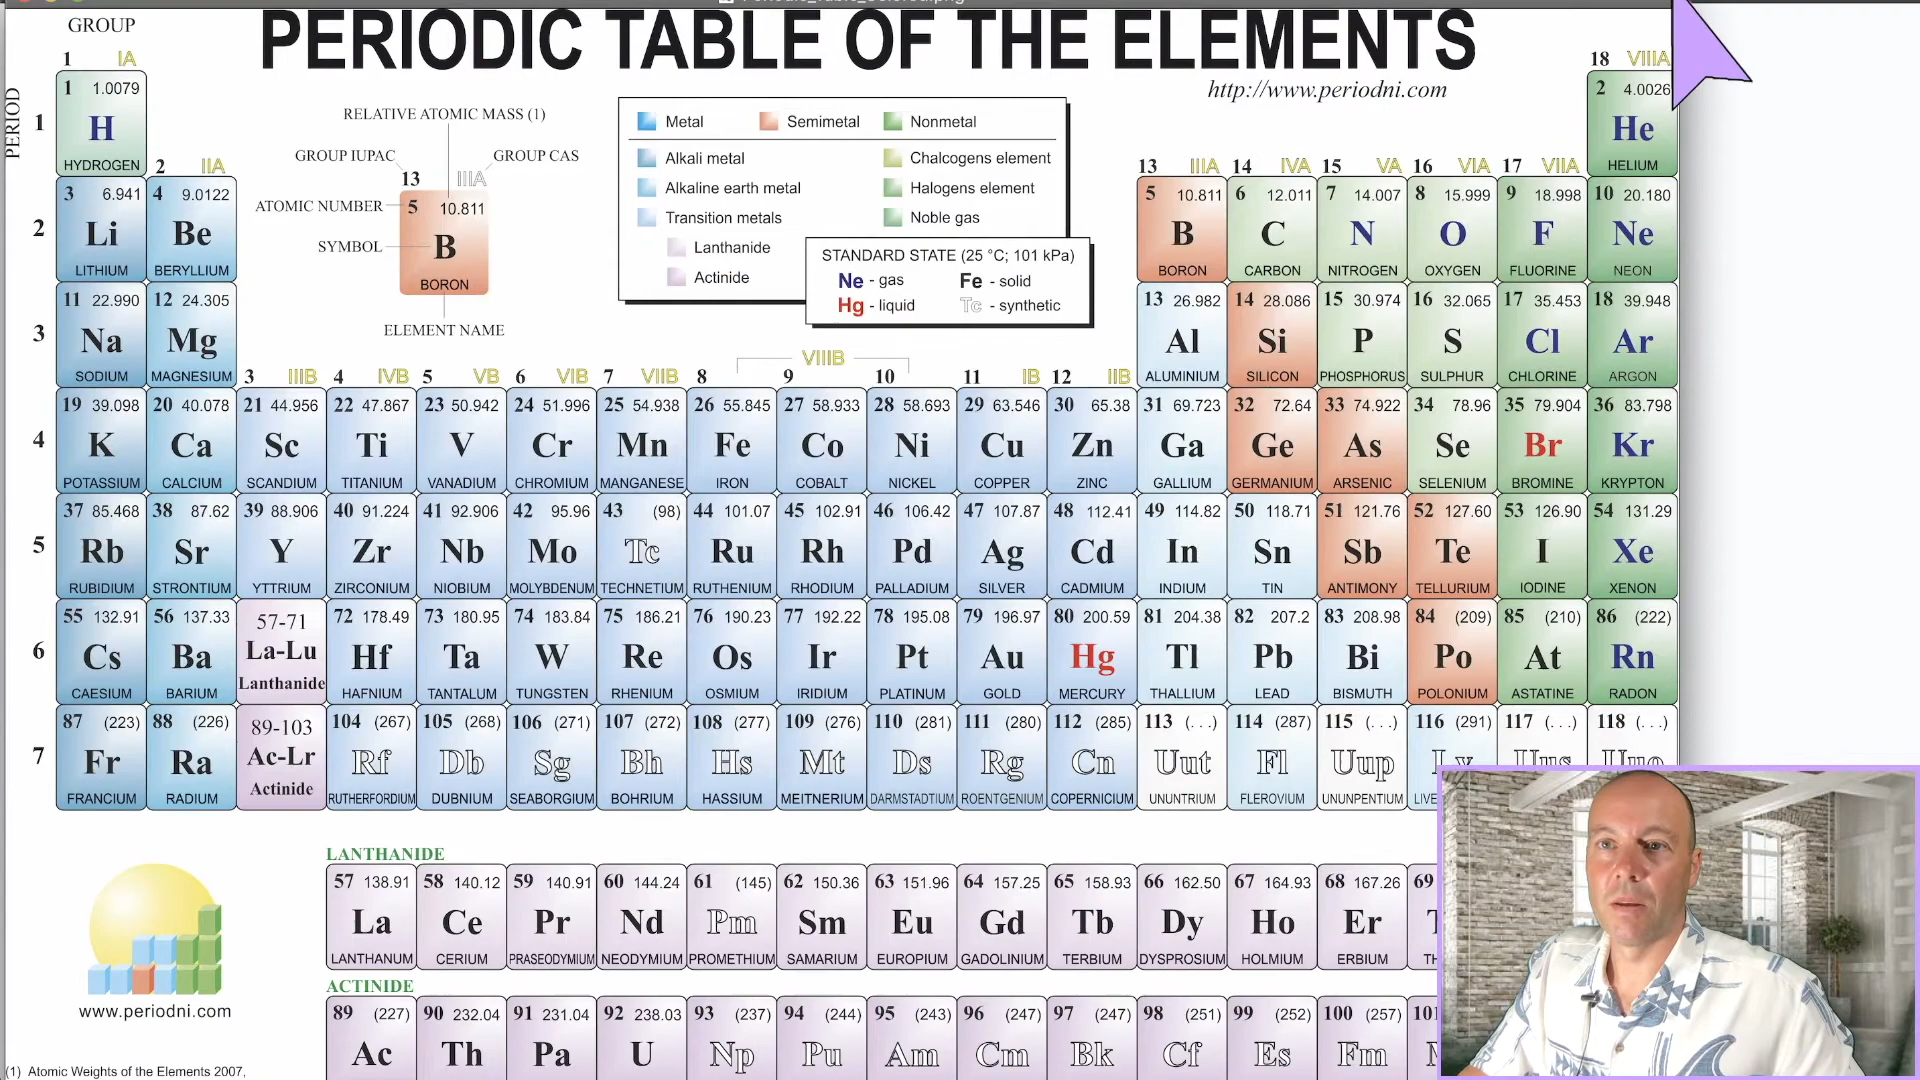 GROUP
PERIODIC TABLE OF THE ELEMENTS
1 IA
18 VIIIA
http://www.periodni.com
PERIOD
1
1 1.0079
H
HYDROGEN
2 4.0026
He
HELIUM
RELATIVE ATOMIC MASS (1)
GROUP IUPAC
GROUP CAS
13 IIIA
ATOMIC NUMBER
5 10.811
SYMBOL
B
BORON
ELEMENT NAME
Metal Semimetal Nonmetal
Alkali metal Chalcogens element
Alkaline earth metal Halogens element
Transition metals Noble gas
Lanthanide
Actinide
STANDARD STATE (25 °C; 101 kPa)
Ne - gas Fe - solid
Hg - liquid Tc - synthetic
2 IIA
13 IIIA 14 IVA 15 VA 16 VIA 17 VIIA
2
3 6.941 4 9.0122 5 10.811 6 12.011 7 14.007 8 15.999 9 18.998 10 20.180
Li Be B C N O F Ne
LITHIUM BERYLLIUM BORON CARBON NITROGEN OXYGEN FLUORINE NEON
3
11 22.990 12 24.305 13 26.982 14 28.086 15 30.974 16 32.065 17 35.453 18 39.948
Na Mg Al Si P S Cl Ar
SODIUM MAGNESIUM ALUMINIUM SILICON PHOSPHORUS SULPHUR CHLORINE ARGON
VIIIB
3 IIIB 4 IVB 5 VB 6 VIB 7 VIIB 8 9 10 11 IB 12 IIB
4
19 39.098 20 40.078 21 44.956 22 47.867 23 50.942 24 51.996 25 54.938 26 55.845 27 58.933 28 58.693 29 63.546 30 65.38 31 69.723 32 72.64 33 74.922 34 78.96 35 79.904 36 83.798
K Ca Sc Ti V Cr Mn Fe Co Ni Cu Zn Ga Ge As Se Br Kr
POTASSIUM CALCIUM SCANDIUM TITANIUM VANADIUM CHROMIUM MANGANESE IRON COBALT NICKEL COPPER ZINC GALLIUM GERMANIUM ARSENIC SELENIUM BROMINE KRYPTON
5
37 85.468 38 87.62 39 88.906 40 91.224 41 92.906 42 95.96 43 (98) 44 101.07 45 102.91 46 106.42 47 107.87 48 112.41 49 114.82 50 118.71 51 121.76 52 127.60 53 126.90 54 131.29
Rb Sr Y Zr Nb Mo Tc Ru Rh Pd Ag Cd In Sn Sb Te I Xe
RUBIDIUM STRONTIUM YTTRIUM ZIRCONIUM NIOBIUM MOLYBDENUM TECHNETIUM RUTHENIUM RHODIUM PALLADIUM SILVER CADMIUM INDIUM TIN ANTIMONY TELLURIUM IODINE XENON
6
55 132.91 56 137.33 57-71 72 178.49 73 180.95 74 183.84 75 186.21 76 190.23 77 192.22 78 195.08 79 196.97 80 200.59 81 204.38 82 207.2 83 208.98 84 (209) 85 (210) 86 (222)
Cs Ba La-Lu Hf Ta W Re Os Ir Pt Au Hg Tl Pb Bi Po At Rn
CAESIUM BARIUM Lanthanide HAFNIUM TANTALUM TUNGSTEN RHENIUM OSMIUM IRIDIUM PLATINUM GOLD MERCURY THALLIUM LEAD BISMUTH POLONIUM ASTATINE RADON
7
87 (223) 88 (226) 89-103 104 (267) 105 (268) 106 (271) 107 (272) 108 (277) 109 (276) 110 (281) 111 (280) 112 (285) 113 (...) 114 (287) 115 (...) 116 (291) 117 (...) 118 (...)
Fr Ra Ac-Lr Rf Db Sg Bh Hs Mt Ds Rg Cn Uut Fl Uup Lv Uus Uuo
FRANCIUM RADIUM Actinide RUTHERFORDIUM DUBNIUM SEABORGIUM BOHRIUM HASSIUM MEITNERIUM DARMSTADTIUM ROENTGENIUM COPERNICIUM UNUNTRIUM FLEROVIUM UNUNPENTIUM LIVE
LANTHANIDE
57 138.91 58 140.12 59 140.91 60 144.24 61 (145) 62 150.36 63 151.96 64 157.25 65 158.93 66 162.50 67 164.93 68 167.26 69
La Ce Pr Nd Pm Sm Eu Gd Tb Dy Ho Er
LANTHANUM CERIUM PRASEODYMIUM NEODYMIUM PROMETHIUM SAMARIUM EUROPIUM GADOLINIUM TERBIUM DYSPROSIUM HOLMIUM ERBIUM TH
ACTINIDE
89 (227) 90 232.04 91 231.04 92 238.03 93 (237) 94 (244) 95 (243) 96 (247) 97 (247) 98 (251) 99 (252) 100 (257) 101
Ac Th Pa U Np Pu Am Cm Bk Cf Es Fm
www.periodni.com
(1) Atomic Weights of the Elements 2007,